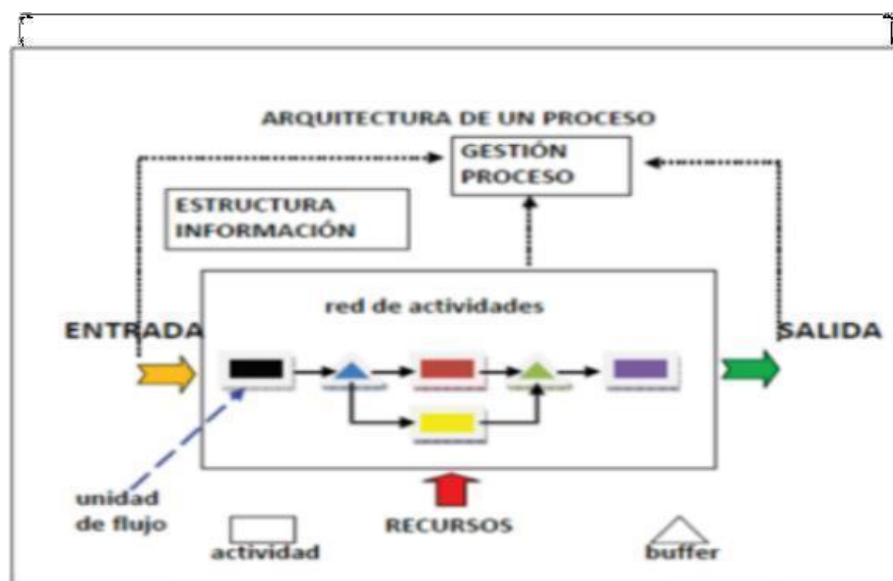 ARQUITECTURA DE UN PROCESO
GESTIÓN
PROCESO
ESTRUCTURA
INFORMACIÓN
red de actividades
ENTRADA
SALIDA
unidad
de flujo
RECURSOS
actividad
buffer